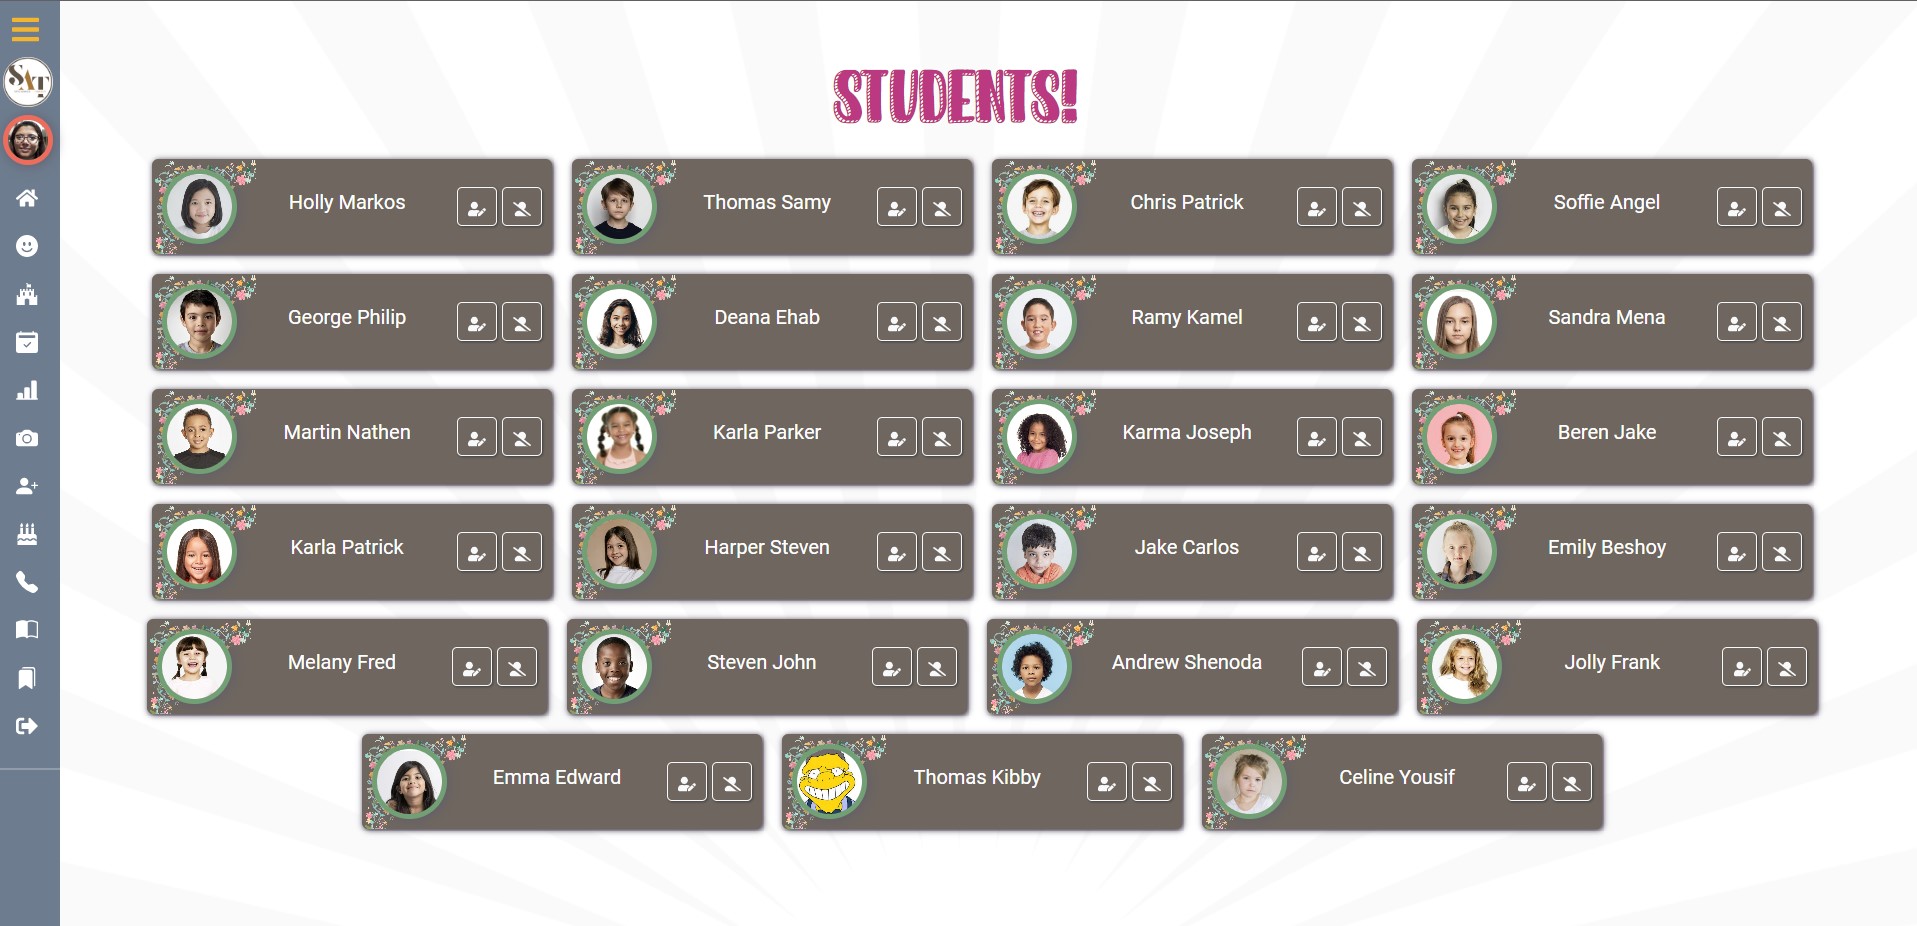 SAT
STUDENTS!
Holly Markos
Thomas Samy
Chris Patrick
Soffie Angel
George Philip
Deana Ehab
Ramy Kamel
Sandra Mena
Martin Nathen
Karla Parker
Karma Joseph
Beren Jake
Karla Patrick
Harper Steven
Jake Carlos
Emily Beshoy
Melany Fred
Steven John
Andrew Shenoda
Jolly Frank
Emma Edward
Thomas Kibby
Celine Yousif